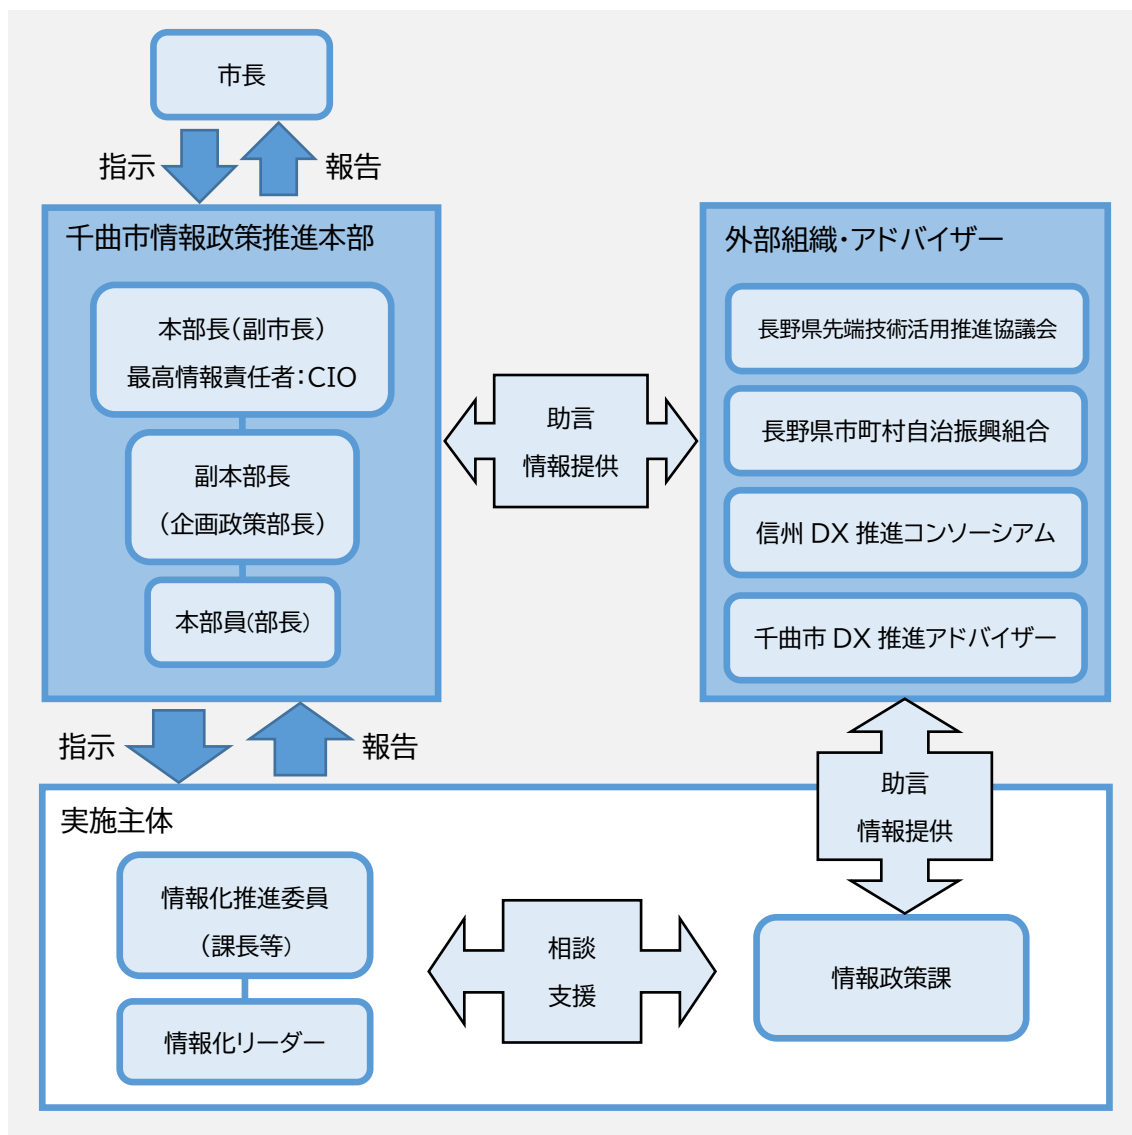 市長
指示
報告
千曲市情報政策推進本部
本部長（副市長）
最高情報責任者：CIO
副本部長
（企画政策部長）
本部員(部長)
助言
情報提供
外部組織・アドバイザー
長野県先端技術活用推進協議会
長野県市町村自治振興組合
信州 DX 推進コンソーシアム
千曲市 DX 推進アドバイザー
指示
報告
助言
情報提供
実施主体
情報化推進委員
（課長等）
情報化リーダー
相談
支援
情報政策課